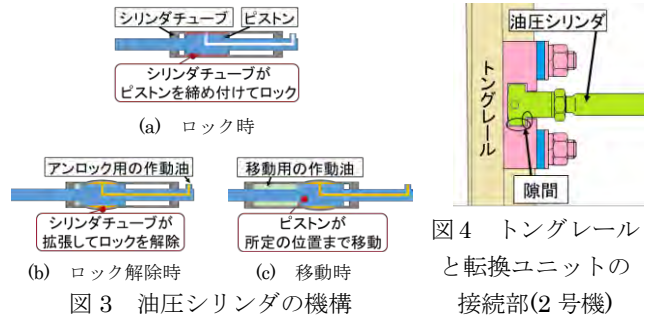 シリンダチューブ
ピストン
シリンダチューブが
ピストンを締め付けてロック
(a) ロック時
アンロック用の作動油
シリンダチューブが
拡張してロックを解除
(b) ロック解除時
移動用の作動油
ピストンが
所定の位置まで移動
(c) 移動時
図3 油圧シリンダの機構
油圧シリンダ
トングレール
隙間
図4 トングレール
と転換ユニットの
接続部(2号機)